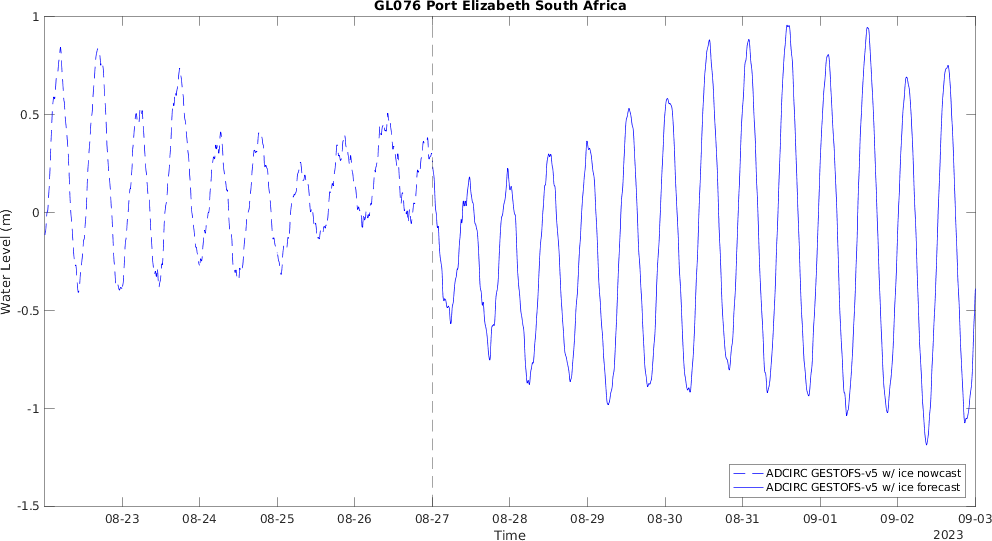 GL076 Port Elizabeth South Africa
1
0.5
0
-0.5
-1
-1.5
Water Level (m)
ADCIRC GESTOFS-v5 w/ ice nowcast
ADCIRC GESTOFS-v5 w/ ice forecast
08-23 08-24 08-25 08-26 08-27 08-28 08-29 08-30 08-31 09-01 09-02 09-03
Time
2023